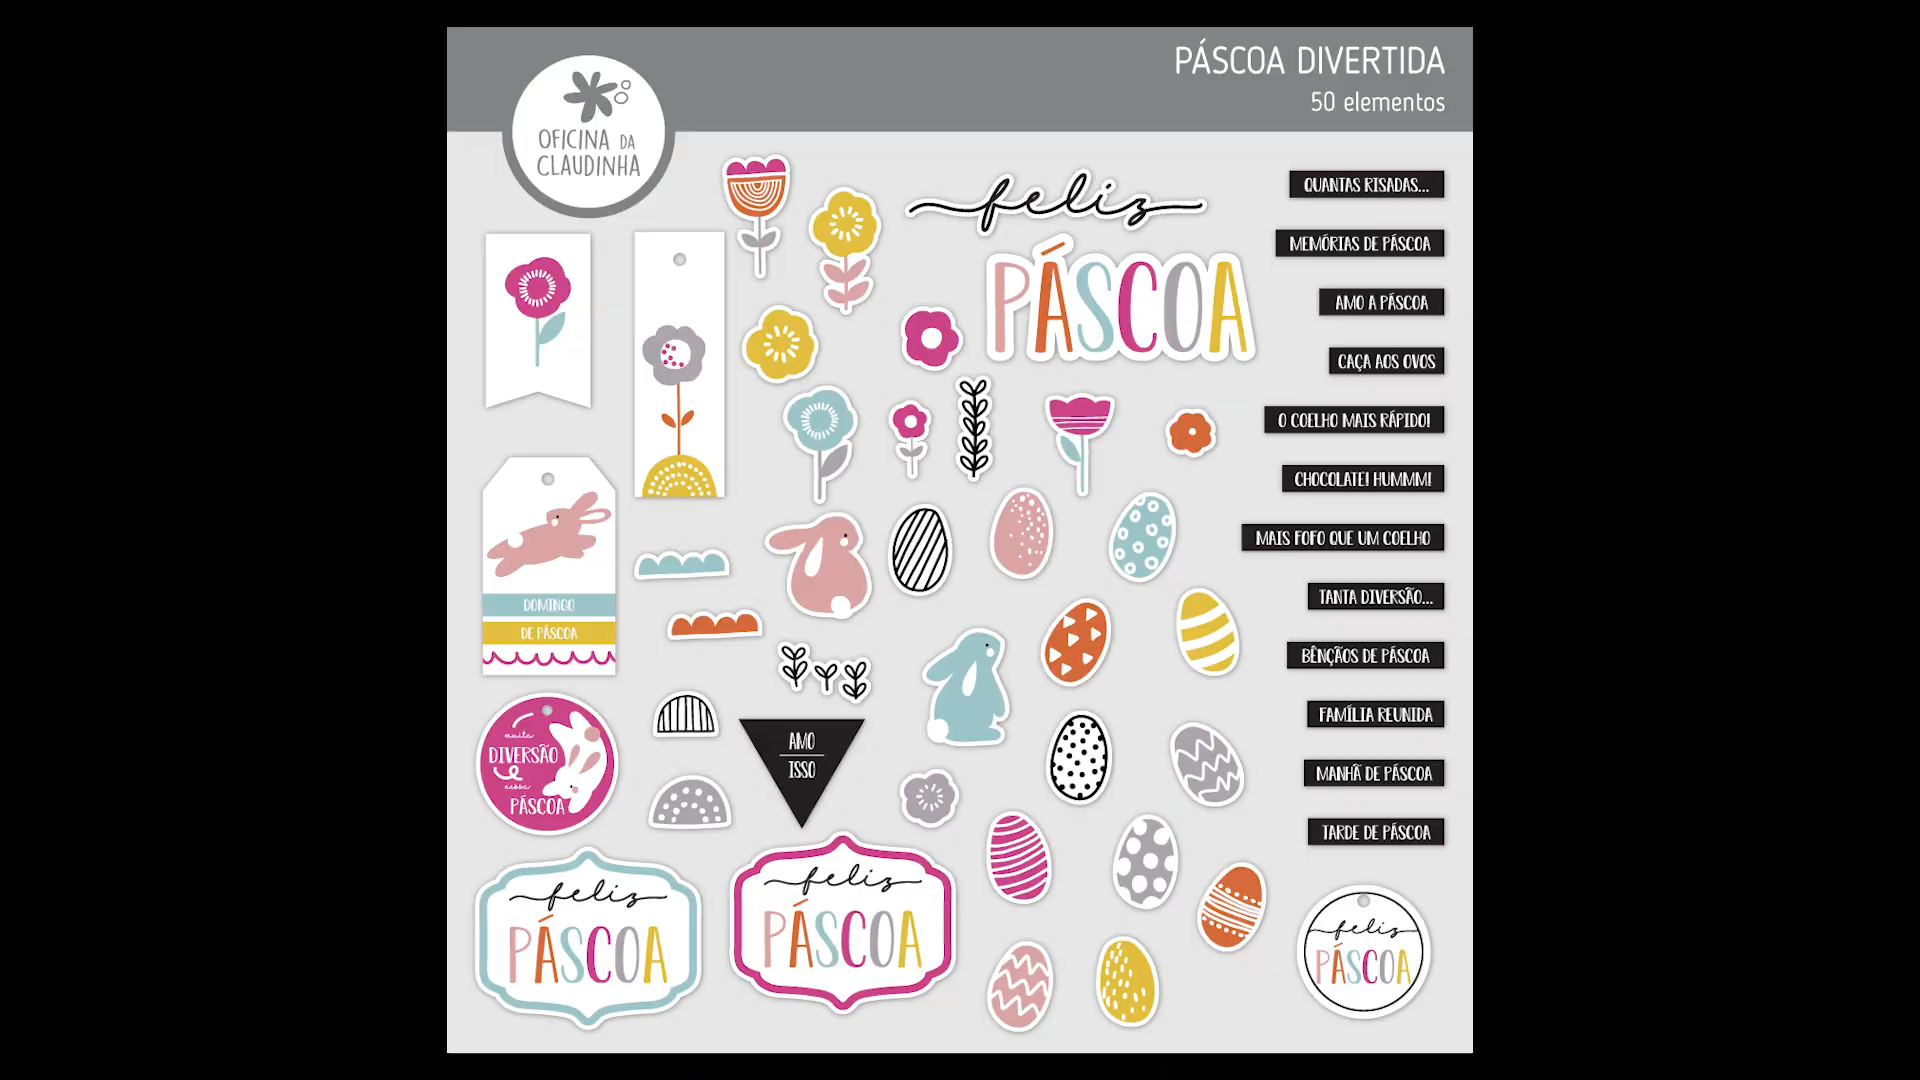 PÁSCOA DIVERTIDA
50 elementos
OFICINA DA
CLAUDINHA
feliz
PÁSCOA
QUANTAS RISADAS...
MEMÓRIAS DE PÁSCOA
AMO A PÁSCOA
CAÇA AOS OVOS
O COELHO MAIS RÁPIDO!
CHOCOLATE! HUMMM!
MAIS FOFO QUE UM COELHO
TANTA DIVERSÃO...
BÊNÇÃOS DE PÁSCOA
FAMÍLIA REUNIDA
MANHÃ DE PÁSCOA
TARDE DE PÁSCOA
DOMINGO
DE PÁSCOA
muita
DIVERSÃO
nessa
PÁSCOA
AMO
ISSO
feliz
PÁSCOA
feliz
PÁSCOA
feliz
PÁSCOA